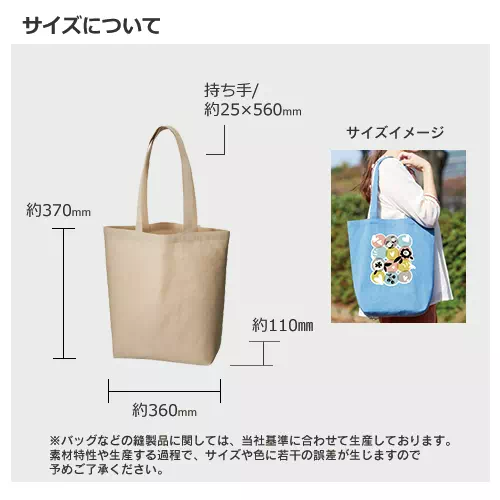 サイズについて
持ち手/
約25×560mm
サイズイメージ
約370mm
約110㎜
約360mm
※バッグなどの縫製品に関しては、当社基準に合わせて生産しております。
素材特性や生産する過程で、サイズや色に若干の誤差が生じますので
予めご了承ください。